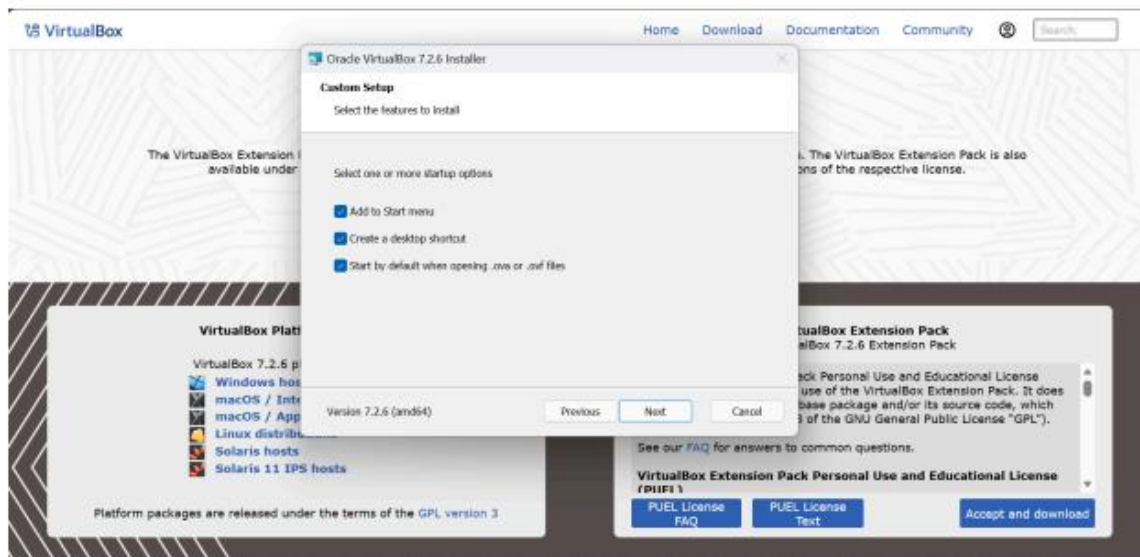 VirtualBox
Home Download Documentation Community Search
Oracle VirtualBox 7.2.6 Installer
Custom Setup
Select the features to install
Select one or more startup options
Add to Start menu
Create a desktop shortcut
Start by default when opening .ova or .ovf files
Version 7.2.6 (amd64)
Previous Next Cancel
The VirtualBox Extension
available under
. The VirtualBox Extension Pack is also
ons of the respective license.
VirtualBox Platf
VirtualBox 7.2.6 p
Windows hos
macOS / Inte
macOS / App
Linux distrib
Solaris hosts
Solaris 11 IPS hosts
Platform packages are released under the terms of the GPL version 3
tualBox Extension Pack
alBox 7.2.6 Extension Pack
ack Personal Use and Educational License
use of the VirtualBox Extension Pack. It does
base package and/or its source code, which
3 of the GNU General Public License "GPL").
See our FAQ for answers to common questions.
VirtualBox Extension Pack Personal Use and Educational License
(PUEL)
PUEL License
FAQ
PUEL License
Text
Accept and download